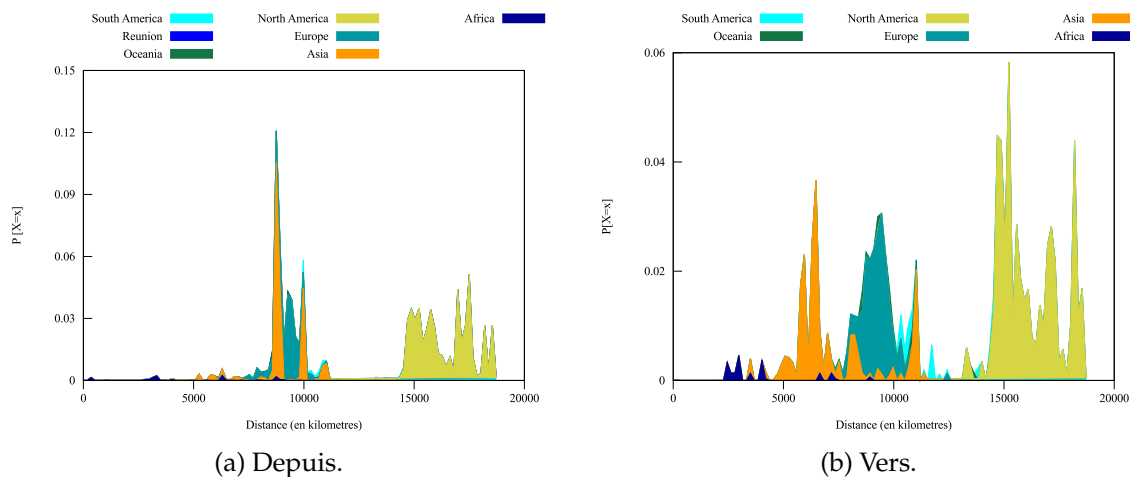 South America North America Africa
Reunion Europe
Oceania Asia
0.15
0.12
0.09
0.06
0.03
0
P [X=x]
0 5000 10000 15000 20000
Distance (en kilometres)
(a) Depuis.
South America North America Asia
Oceania Europe Africa
0.06
0.04
0.02
0
P[X=x]
0 5000 10000 15000 20000
Distance (en kilometres)
(b) Vers.